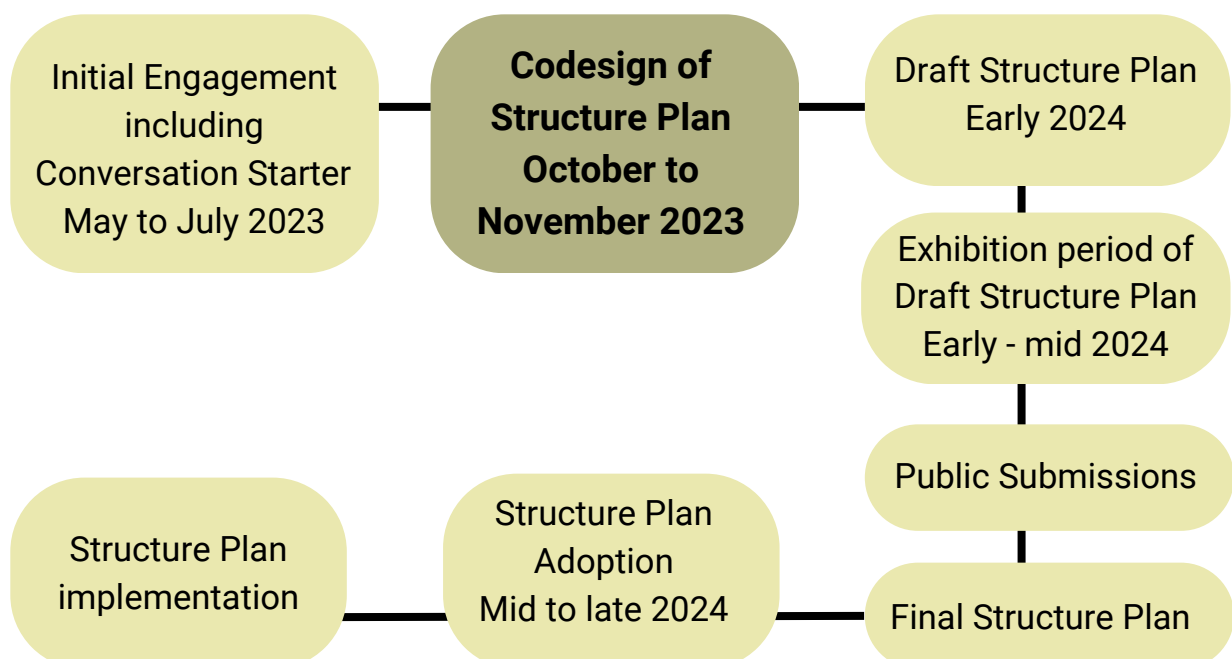 Initial Engagement
including
Conversation Starter
May to July 2023
Codesign of
Structure Plan
October to
November 2023
Draft Structure Plan
Early 2024
Exhibition period of
Draft Structure Plan
Early - mid 2024
Public Submissions
Final Structure Plan
Structure Plan
Adoption
Mid to late 2024
Structure Plan
implementation